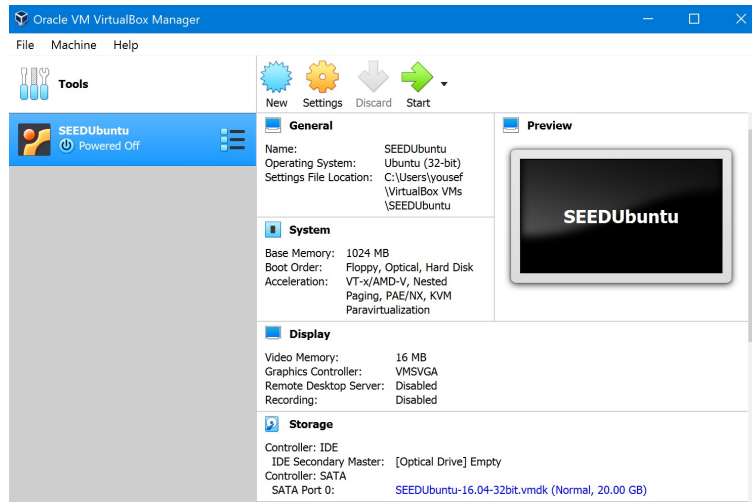 Oracle VM VirtualBox Manager
File Machine Help
Tools
New Settings Discard Start
SEEDUbuntu
Powered Off
General
Name: SEEDUbuntu
Operating System: Ubuntu (32-bit)
Settings File Location: C:\Users\yousef
\VirtualBox VMs
\SEEDUbuntu
Preview
SEEDUbuntu
System
Base Memory: 1024 MB
Boot Order: Floppy, Optical, Hard Disk
Acceleration: VT-x/AMD-V, Nested
Paging, PAE/NX, KVM
Paravirtualization
Display
Video Memory: 16 MB
Graphics Controller: VMSVGA
Remote Desktop Server: Disabled
Recording: Disabled
Storage
Controller: IDE
IDE Secondary Master: [Optical Drive] Empty
Controller: SATA
SATA Port 0: SEEDUbuntu-16.04-32bit.vmdk (Normal, 20.00 GB)